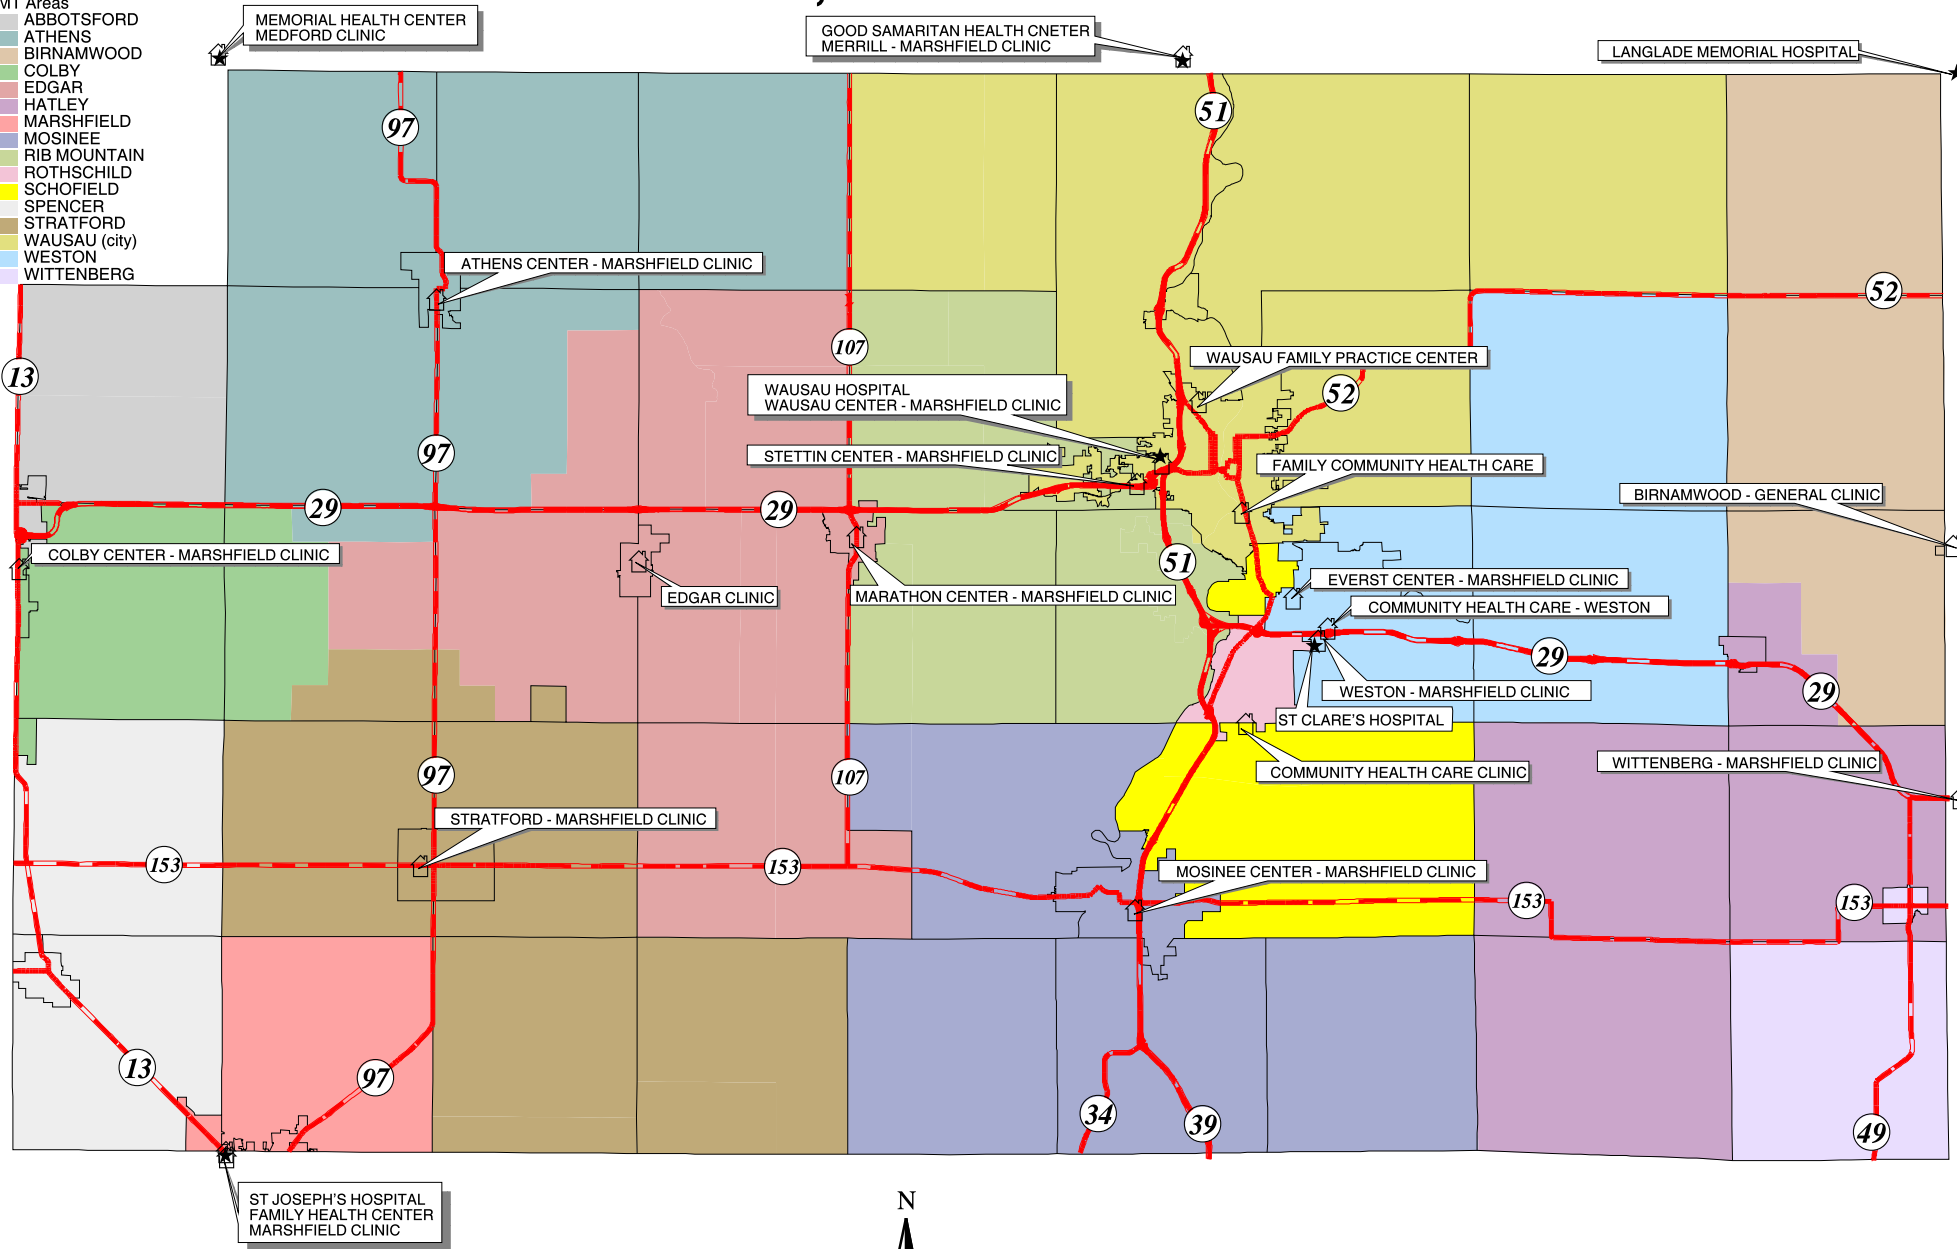 MT Areas
ABBOTSFORD
ATHENS
BIRNAMWOOD
COLBY
EDGAR
HATLEY
MARSHFIELD
MOSINEE
RIB MOUNTAIN
ROTHSCHILD
SCHOFIELD
SPENCER
STRATFORD
WAUSAU (city)
WESTON
WITTENBERG
MEMORIAL HEALTH CENTER
MEDFORD CLINIC
GOOD SAMARITAN HEALTH CNETER
MERRILL - MARSHFIELD CLINIC
LANGLADE MEMORIAL HOSPITAL
97
51
ATHENS CENTER - MARSHFIELD CLINIC
52
13
107
WAUSAU FAMILY PRACTICE CENTER
WAUSAU HOSPITAL
WAUSAU CENTER - MARSHFIELD CLINIC
52
97
STETTIN CENTER - MARSHFIELD CLINIC
FAMILY COMMUNITY HEALTH CARE
BIRNAMWOOD - GENERAL CLINIC
29
29
COLBY CENTER - MARSHFIELD CLINIC
51
EDGAR CLINIC
MARATHON CENTER - MARSHFIELD CLINIC
EVERST CENTER - MARSHFIELD CLINIC
COMMUNITY HEALTH CARE - WESTON
29
29
WESTON - MARSHFIELD CLINIC
ST CLARE'S HOSPITAL
97
107
COMMUNITY HEALTH CARE CLINIC
WITTENBERG - MARSHFIELD CLINIC
STRATFORD - MARSHFIELD CLINIC
153
153
MOSINEE CENTER - MARSHFIELD CLINIC
153
153
13
97
34
39
49
ST JOSEPH'S HOSPITAL
FAMILY HEALTH CENTER
MARSHFIELD CLINIC
N